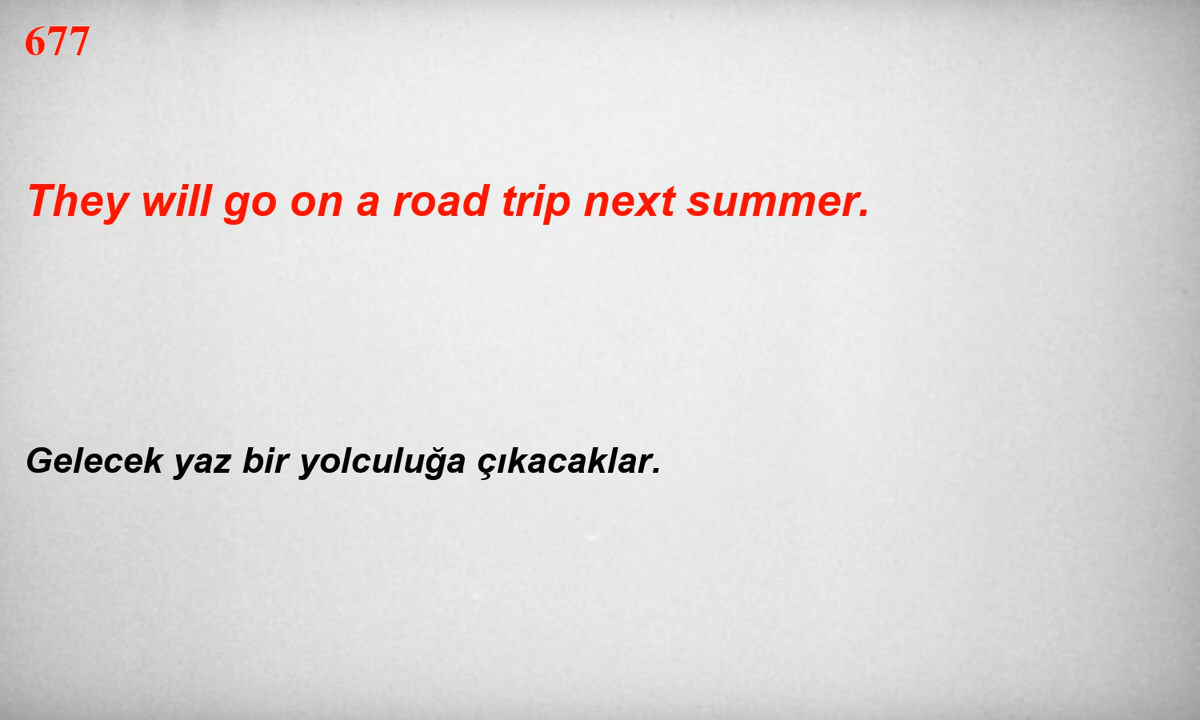 677
They will go on a road trip next summer.
Gelecek yaz bir yolculuğa çıkacaklar.